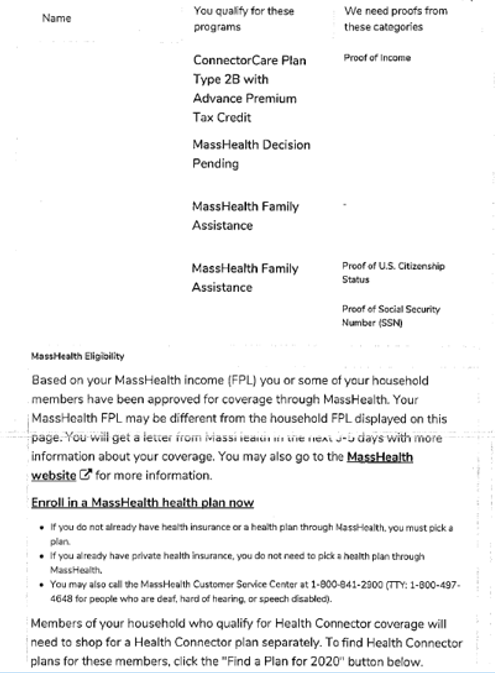 Name
You qualify for these programs
We need proofs from these categories
ConnectorCare Plan
Type 2B with
Advance Premium
Tax Credit
Proof of Income
MassHealth Decision
Pending
MassHealth Family
Assistance
-
MassHealth Family
Assistance
Proof of U.S. Citizenship
Status
Proof of Social Security
Number (SSN)
MassHealth Eligibility
Based on your MassHealth income (FPL) you or some of your household
members have been approved for coverage through MassHealth. Your
MassHealth FPL may be different from the household FPL displayed on this
page. You will get a letter from MassHealth in the next 3-5 days with more
information about your coverage. You may also go to the MassHealth
website for more information.
Enroll in a MassHealth health plan now
• If you do not already have health insurance or a health plan through MassHealth, you must pick a
plan.
• If you already have private health insurance, you do not need to pick a health plan through
MassHealth.
• You may also call the MassHealth Customer Service Center at 1-800-841-2900 (TTY: 1-800-497-
4648 for people who are deaf, hard of hearing, or speech disabled).
Members of your household who qualify for Health Connector coverage will
need to shop for a Health Connector plan separately. To find Health Connector
plans for these members, click the "Find a Plan for 2020" button below.